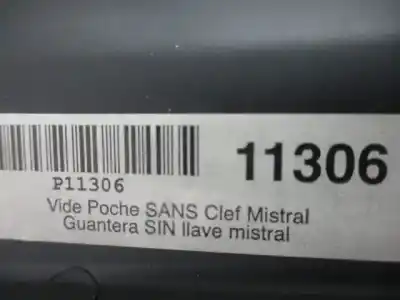 11306
P11306
Vide Poche SANS Clef Mistral
Guantera SIN llave mistral